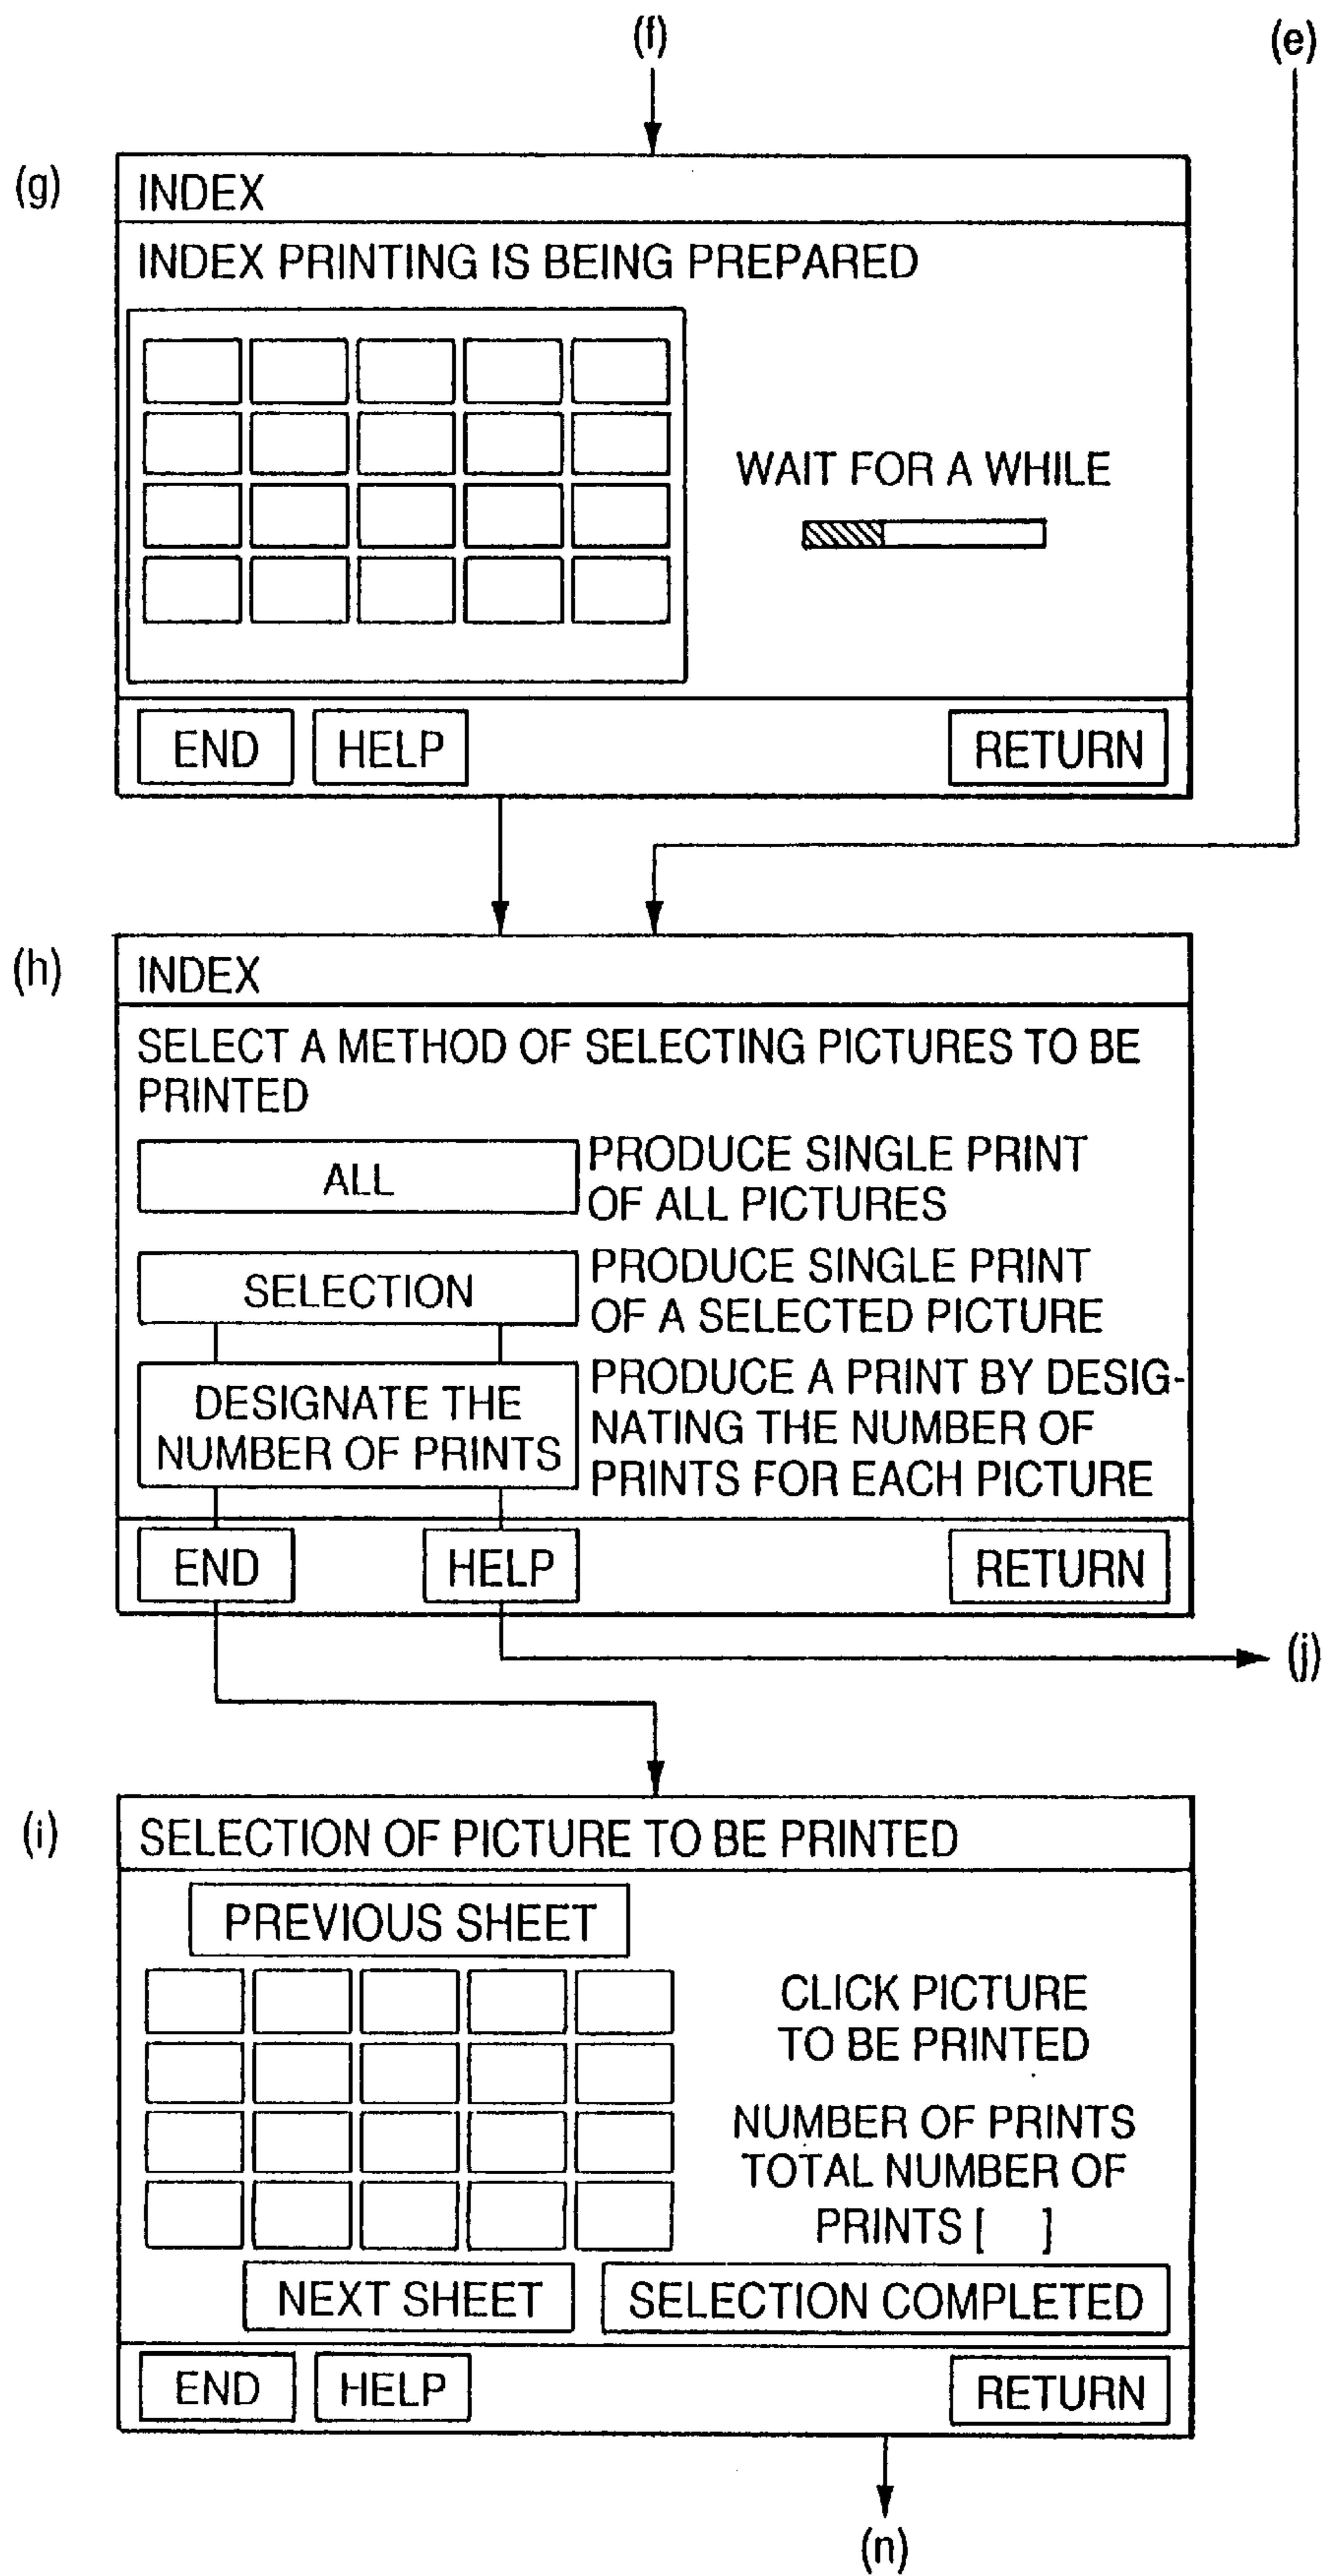 (f)
(e)
(g)
INDEX
INDEX PRINTING IS BEING PREPARED
WAIT FOR A WHILE
END
HELP
RETURN
(h)
INDEX
SELECT A METHOD OF SELECTING PICTURES TO BE
PRINTED
ALL
PRODUCE SINGLE PRINT
OF ALL PICTURES
SELECTION
PRODUCE SINGLE PRINT
OF A SELECTED PICTURE
DESIGNATE THE
NUMBER OF PRINTS
PRODUCE A PRINT BY DESIG-
NATING THE NUMBER OF
PRINTS FOR EACH PICTURE
END
HELP
RETURN
(j)
(i)
SELECTION OF PICTURE TO BE PRINTED
PREVIOUS SHEET
CLICK PICTURE
TO BE PRINTED
NUMBER OF PRINTS
TOTAL NUMBER OF
PRINTS [ ]
NEXT SHEET
SELECTION COMPLETED
END
HELP
RETURN
(n)